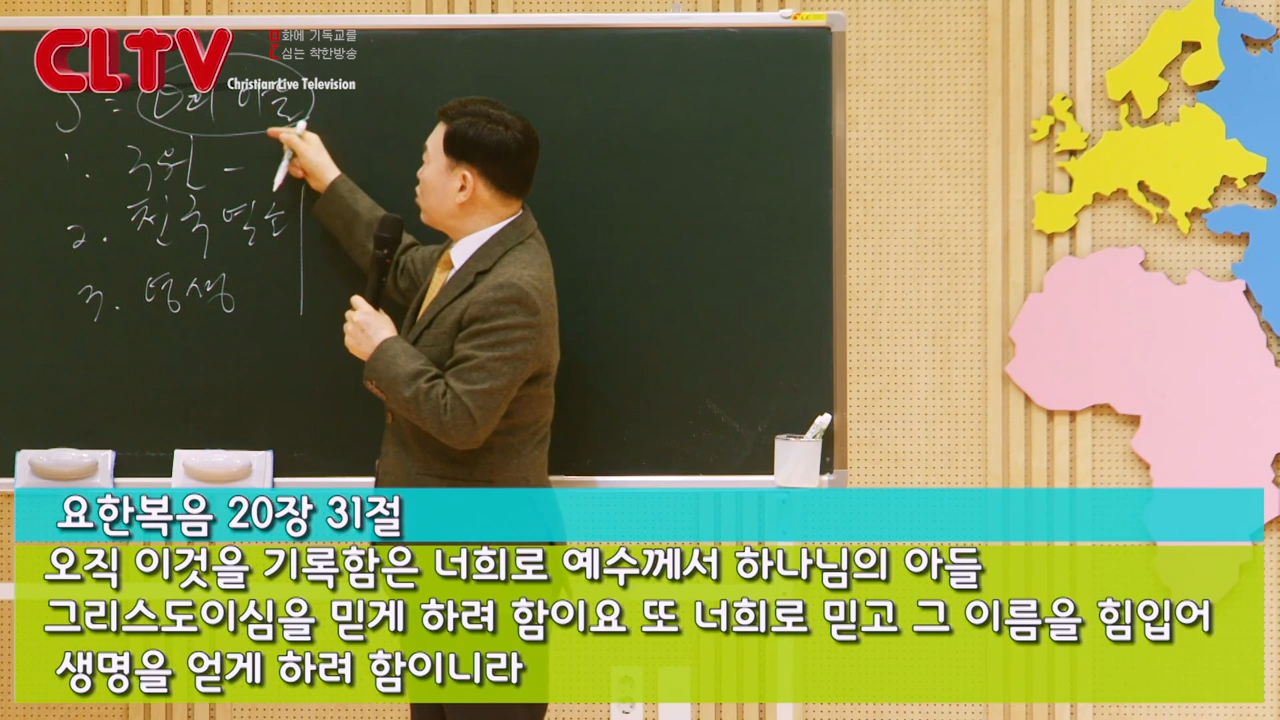 CLTV
화에 기독교를
심는 착한방송
Christian Live Television
1. 구원 -
2. 천국열쇠
3. 영생
요한복음 20장 31절
오직 이것을 기록함은 너희로 예수께서 하나님의 아들
그리스도이심을 믿게 하려 함이요 또 너희로 믿고 그 이름을 힘입어
생명을 얻게 하려 함이니라